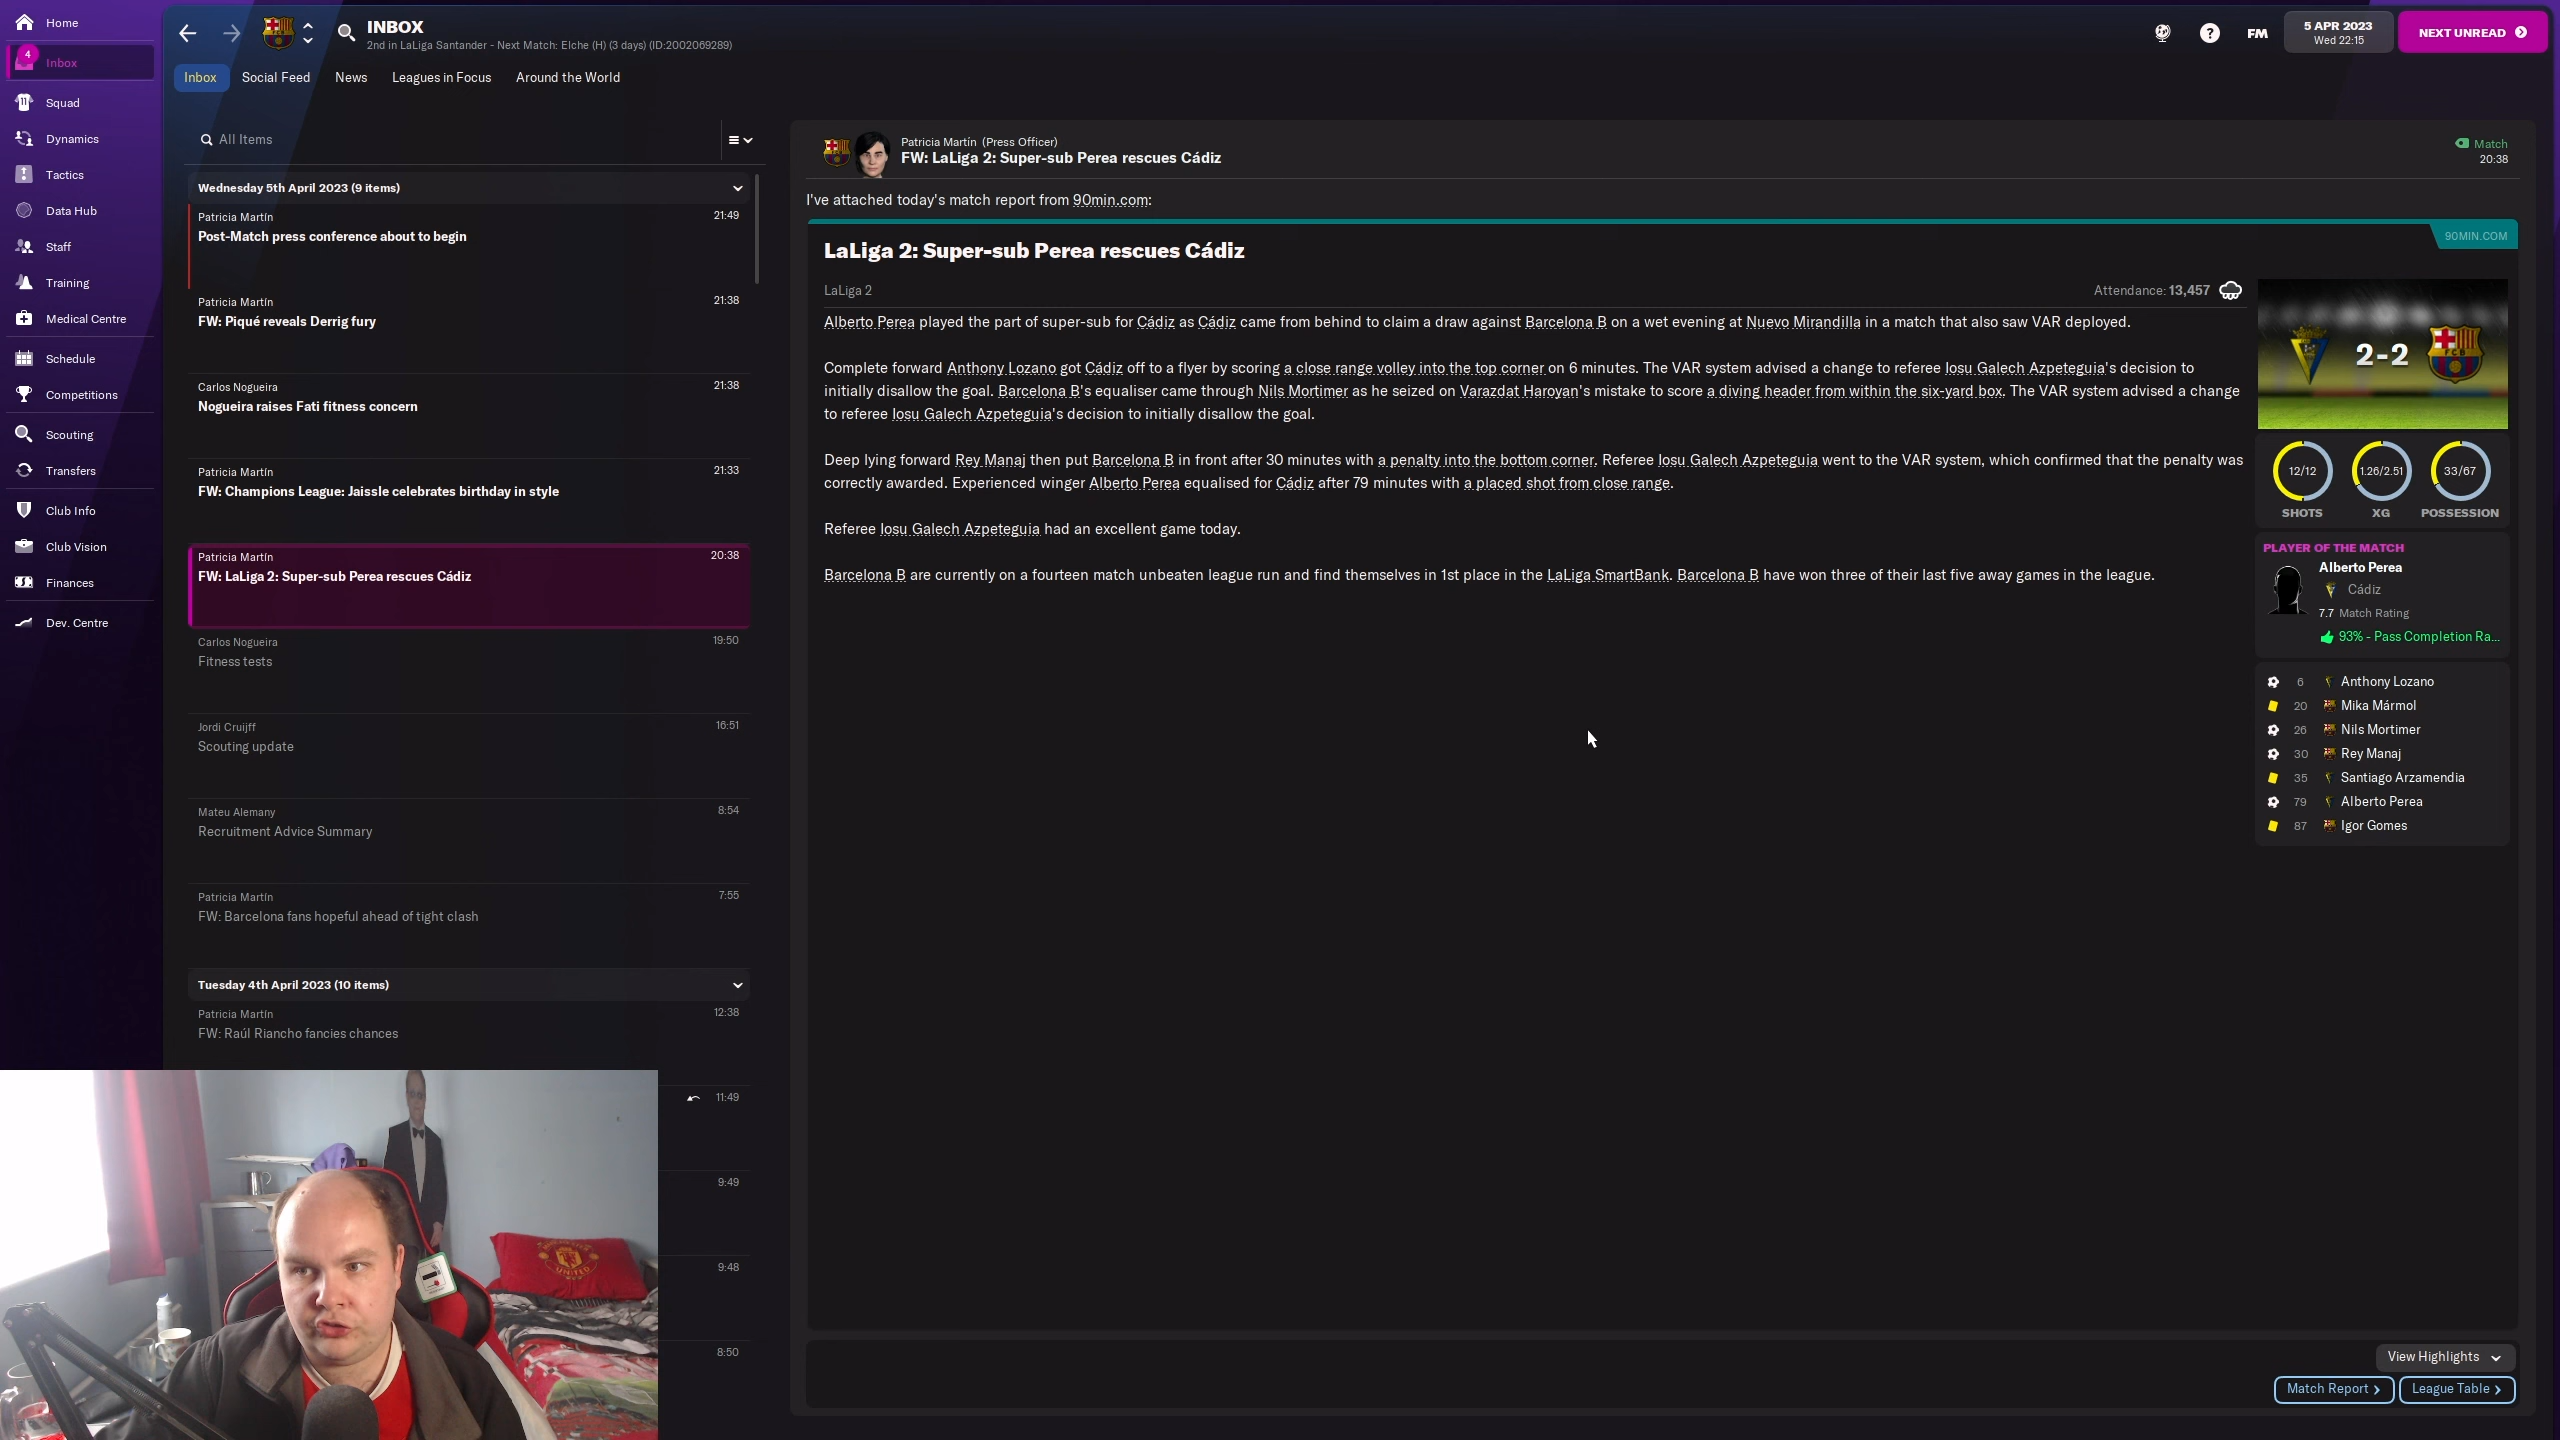 Home
4
Inbox
Squad
Dynamics
Tactics
Data Hub
Staff
Training
Medical Centre
Schedule
Competitions
Scouting
Transfers
Club Info
Club Vision
Finances
Dev. Centre
INBOX
2nd in LaLiga Santander - Next Match: Elche (H) (3 days) (ID:2002069289)
?
FM
5 APR 2023
Wed 22:15
NEXT UNREAD
Inbox Social Feed News Leagues in Focus Around the World
All Items
Wednesday 5th April 2023 (9 items)
Patricia Martín 21:49
Post-Match press conference about to begin
Patricia Martín 21:38
FW: Piqué reveals Derrig fury
Carlos Nogueira 21:38
Nogueira raises Fati fitness concern
Patricia Martín 21:33
FW: Champions League: Jaissle celebrates birthday in style
Patricia Martín 20:38
FW: LaLiga 2: Super-sub Perea rescues Cádiz
Carlos Nogueira 19:50
Fitness tests
Jordi Cruijff 16:51
Scouting update
Mateu Alemany 8:54
Recruitment Advice Summary
Patricia Martín 7:55
FW: Barcelona fans hopeful ahead of tight clash
Tuesday 4th April 2023 (10 items)
Patricia Martín 12:38
FW: Raúl Riancho fancies chances
11:49
9:49
9:48
8:50
Patricia Martín (Press Officer)
FW: LaLiga 2: Super-sub Perea rescues Cádiz
Match
20:38
I've attached today's match report from 90min.com:
90MIN.COM
LaLiga 2: Super-sub Perea rescues Cádiz
LaLiga 2 Attendance: 13,457
Alberto Perea played the part of super-sub for Cádiz as Cádiz came from behind to claim a draw against Barcelona B on a wet evening at Nuevo Mirandilla in a match that also saw VAR deployed.
Complete forward Anthony Lozano got Cádiz off to a flyer by scoring a close range volley into the top corner on 6 minutes. The VAR system advised a change to referee Iosu Galech Azpeteguia's decision to
initially disallow the goal. Barcelona B's equaliser came through Nils Mortimer as he seized on Varazdat Haroyan's mistake to score a diving header from within the six-yard box. The VAR system advised a change
to referee Iosu Galech Azpeteguia's decision to initially disallow the goal.
Deep lying forward Rey Manaj then put Barcelona B in front after 30 minutes with a penalty into the bottom corner. Referee Iosu Galech Azpeteguia went to the VAR system, which confirmed that the penalty was
correctly awarded. Experienced winger Alberto Perea equalised for Cádiz after 79 minutes with a placed shot from close range.
Referee Iosu Galech Azpeteguia had an excellent game today.
Barcelona B are currently on a fourteen match unbeaten league run and find themselves in 1st place in the LaLiga SmartBank. Barcelona B have won three of their last five away games in the league.
2-2
12/12 1.26/2.51 33/67
SHOTS XG POSSESSION
PLAYER OF THE MATCH
Alberto Perea
Cádiz
7.7 Match Rating
93% - Pass Completion Ra...
6 Anthony Lozano
20 Mika Mármol
26 Nils Mortimer
30 Rey Manaj
35 Santiago Arzamendia
79 Alberto Perea
87 Igor Gomes
View Highlights
Match Report
League Table
MANCHESTER
UNITED